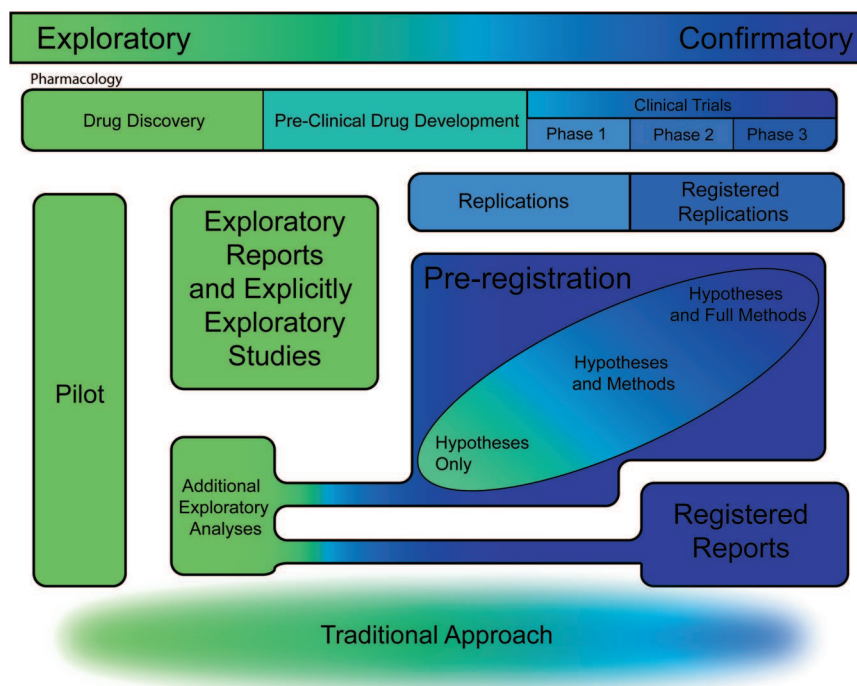 Exploratory
Confirmatory
Pharmacology
Drug Discovery
Pre-Clinical Drug Development
Clinical Trials
Phase 1
Phase 2
Phase 3
Replications
Registered
Replications
Pilot
Exploratory
Reports
and Explicitly
Exploratory
Studies
Pre-registration
Hypotheses
and Full Methods
Hypotheses
and Methods
Hypotheses
Only
Additional
Exploratory
Analyses
Registered
Reports
Traditional Approach